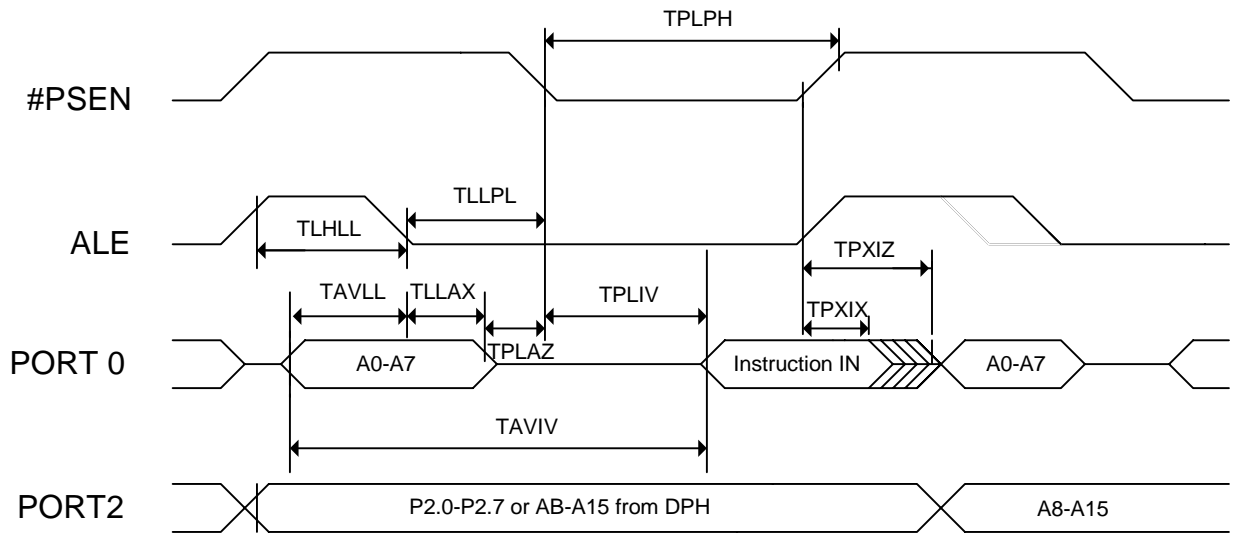 TPLPH
#PSEN
TLLPL
TLHLL
ALE
TPXIZ
TAVLL
TLLAX
TPLIV
TPXIX
TPLAZ
PORT 0
A0-A7
Instruction IN
A0-A7
TAVIV
PORT2
P2.0-P2.7 or AB-A15 from DPH
A8-A15